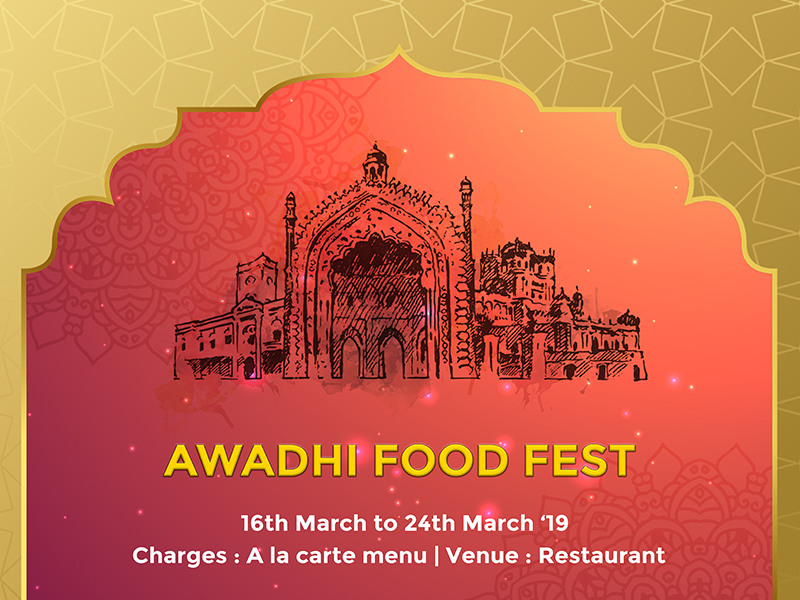 AWADHI FOOD FEST
16th March to 24th March ‘19
Charges : A la carte menu | Venue : Restaurant